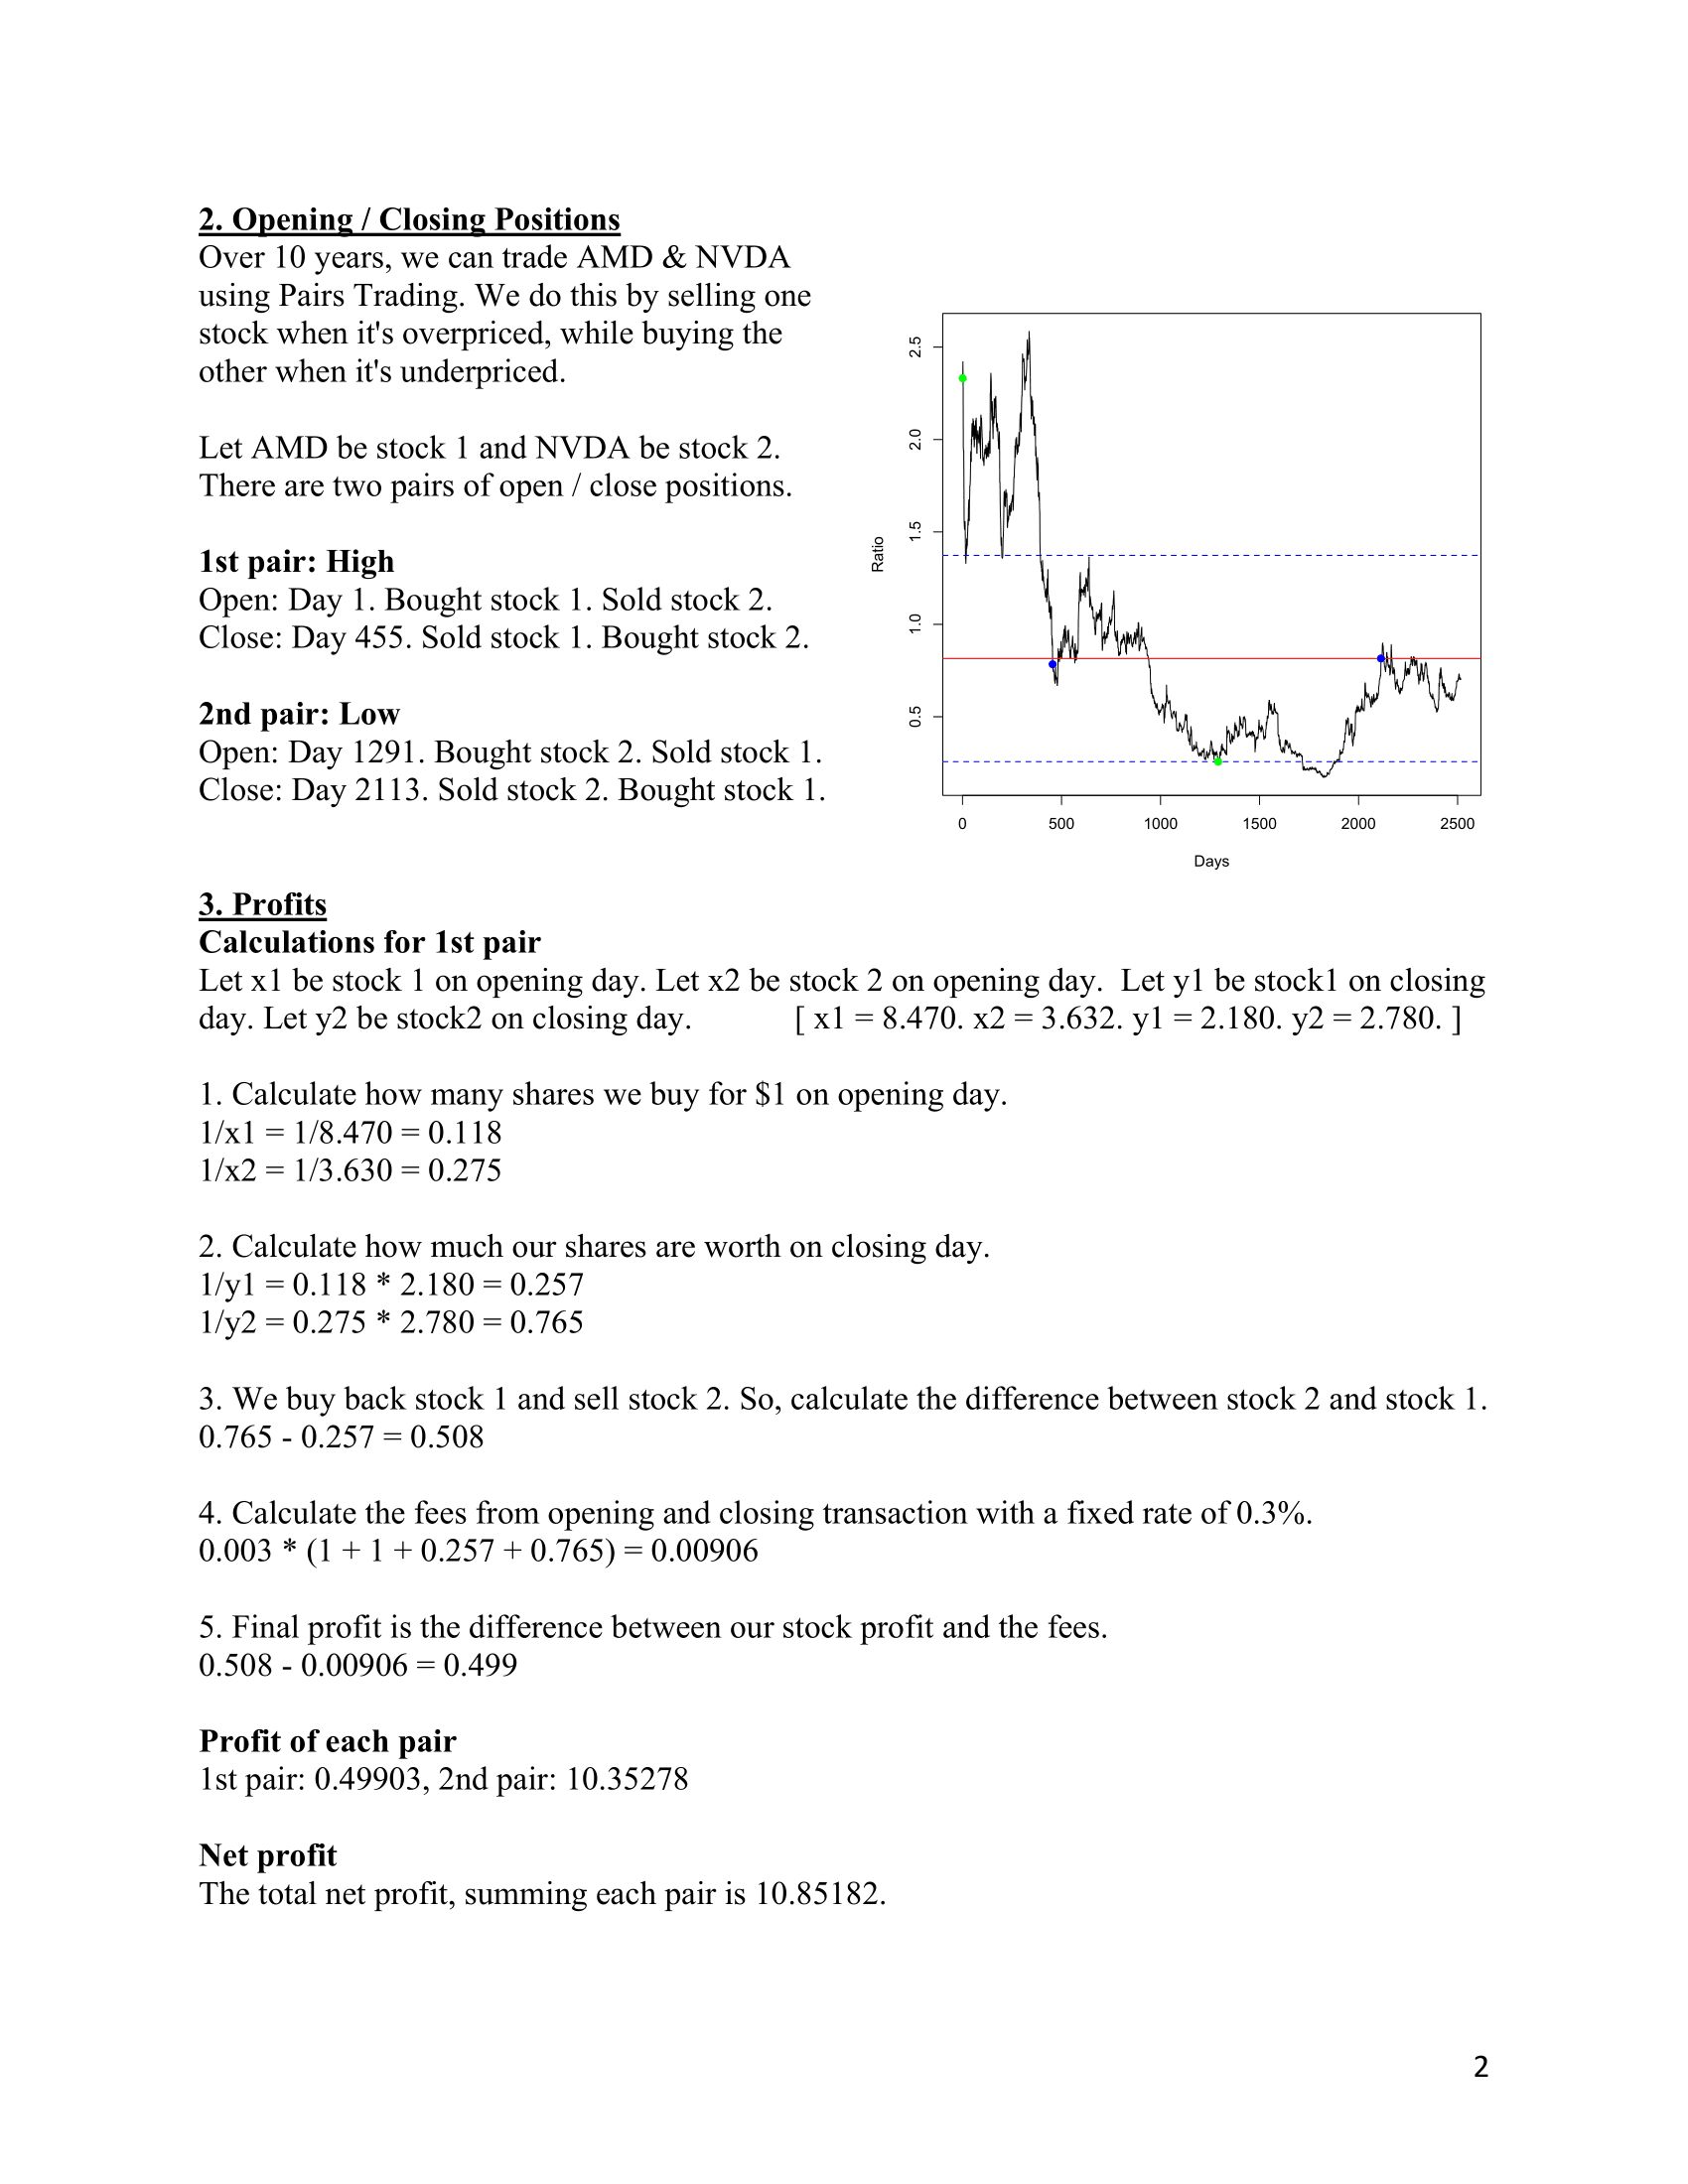 2. Opening / Closing Positions
Over 10 years, we can trade AMD & NVDA
using Pairs Trading. We do this by selling one
stock when it's overpriced, while buying the
other when it's underpriced.
Let AMD be stock 1 and NVDA be stock 2.
There are two pairs of open / close positions.
1st pair: High
Open: Day 1. Bought stock 1. Sold stock 2.
Close: Day 455. Sold stock 1. Bought stock 2.
2nd pair: Low
Open: Day 1291. Bought stock 2. Sold stock 1.
Close: Day 2113. Sold stock 2. Bought stock 1.
Ratio
2.5
2.0
1.5
1.0
0.5
0 500 1000 1500 2000 2500
Days
3. Profits
Calculations for 1st pair
Let x1 be stock 1 on opening day. Let x2 be stock 2 on opening day. Let y1 be stock1 on closing
day. Let y2 be stock2 on closing day. [ x1 = 8.470. x2 = 3.632. y1 = 2.180. y2 = 2.780. ]
1. Calculate how many shares we buy for $1 on opening day.
1/x1 = 1/8.470 = 0.118
1/x2 = 1/3.630 = 0.275
2. Calculate how much our shares are worth on closing day.
1/y1 = 0.118 * 2.180 = 0.257
1/y2 = 0.275 * 2.780 = 0.765
3. We buy back stock 1 and sell stock 2. So, calculate the difference between stock 2 and stock 1.
0.765 - 0.257 = 0.508
4. Calculate the fees from opening and closing transaction with a fixed rate of 0.3%.
0.003 * (1 + 1 + 0.257 + 0.765) = 0.00906
5. Final profit is the difference between our stock profit and the fees.
0.508 - 0.00906 = 0.499
Profit of each pair
1st pair: 0.49903, 2nd pair: 10.35278
Net profit
The total net profit, summing each pair is 10.85182.
2